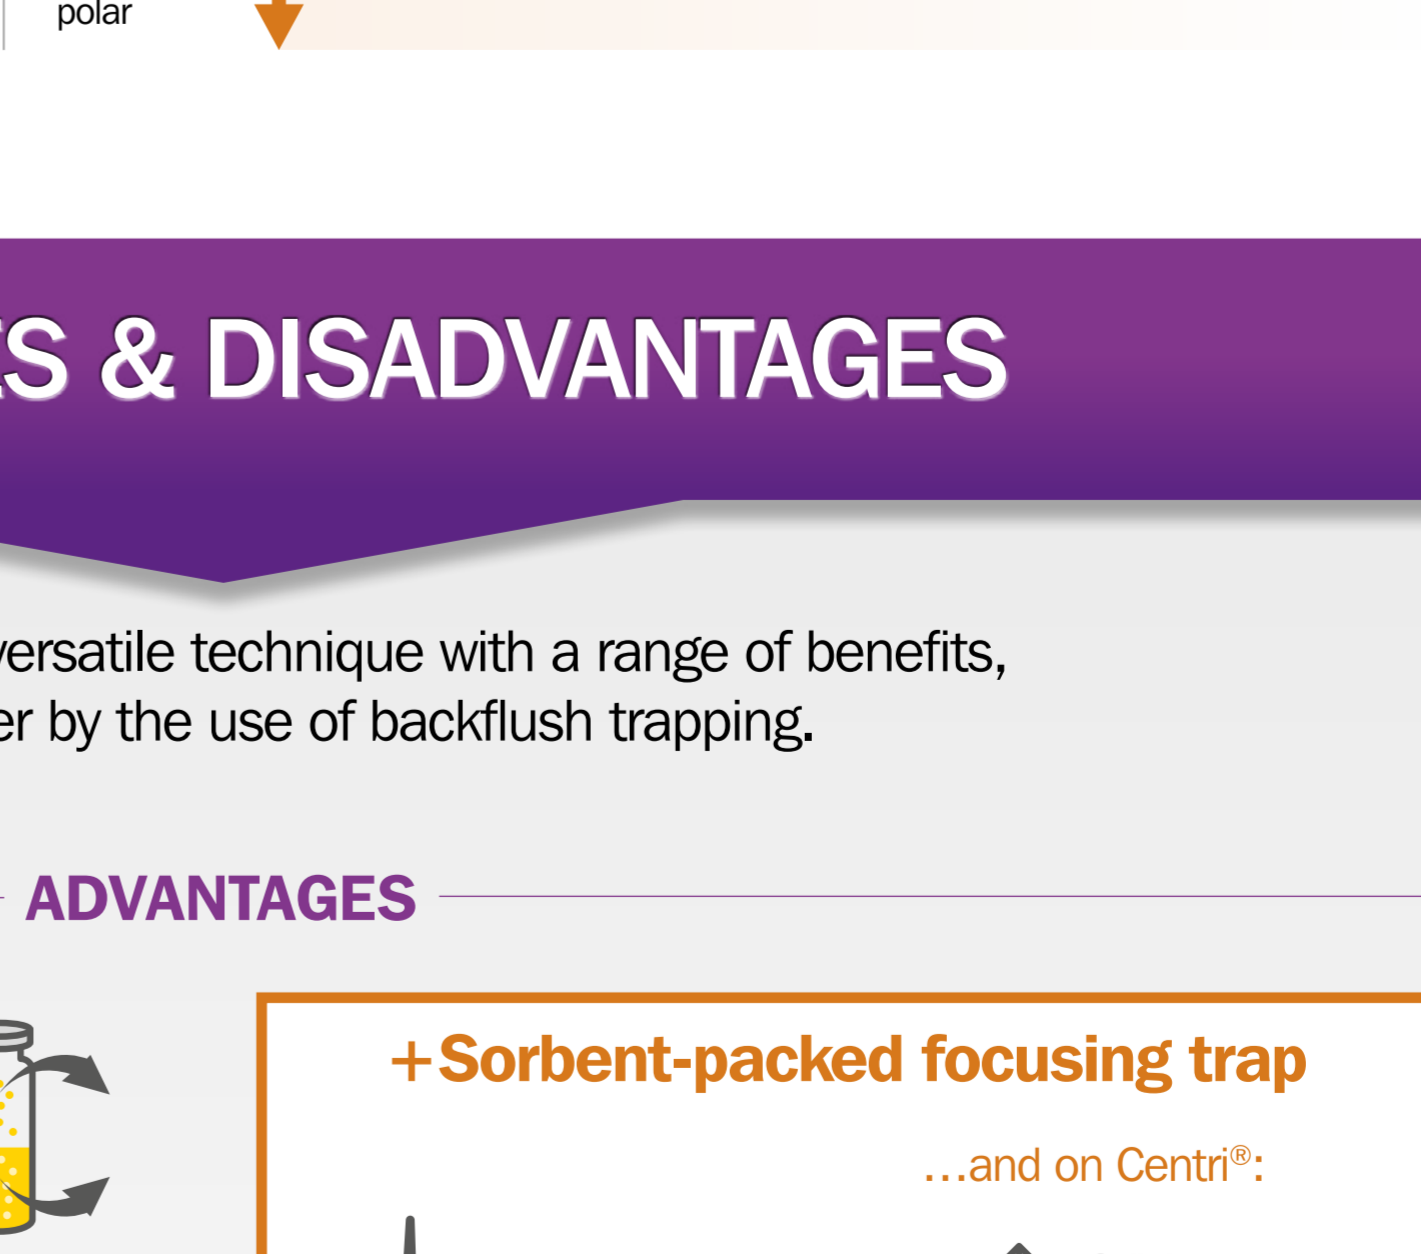 polar
& DISADVANTAGES
versatile technique with a range of benefits,
by the use of backflush trapping.
ADVANTAGES
+Sorbent-packed focusing trap
...and on Centri®: